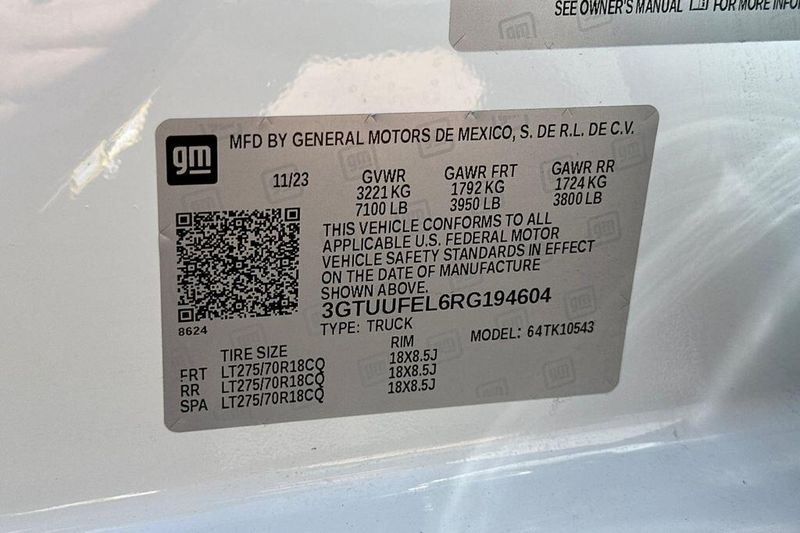 SEE OWNER'S MANUAL FOR MORE INFOR
gm
MFD BY GENERAL MOTORS DE MEXICO, S. DE R.L. DE C.V.
11/23 GVWR GAWR FRT GAWR RR
3221 KG 1792 KG 1724 KG
7100 LB 3950 LB 3800 LB
THIS VEHICLE CONFORMS TO ALL
APPLICABLE U.S. FEDERAL MOTOR
VEHICLE SAFETY STANDARDS IN EFFECT
ON THE DATE OF MANUFACTURE
SHOWN ABOVE.
8624 3GTUUFEL6RG194604
TYPE: TRUCK MODEL: 64TK10543
TIRE SIZE RIM
FRT LT275/70R18CQ 18X8.5J
RR LT275/70R18CQ 18X8.5J
SPA LT275/70R18CQ 18X8.5J